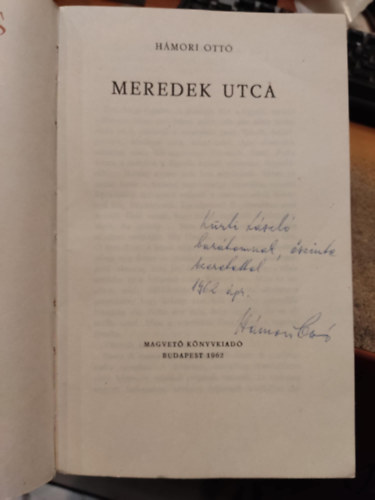 S
HÁMORI OTTÓ
MEREDEK UTCA
Kürti László
barátomnak, őszinte
szeretettel
1962 ápr.
Hámori Ottó
MAGVETŐ KÖNYVKIADÓ
BUDAPEST 1962